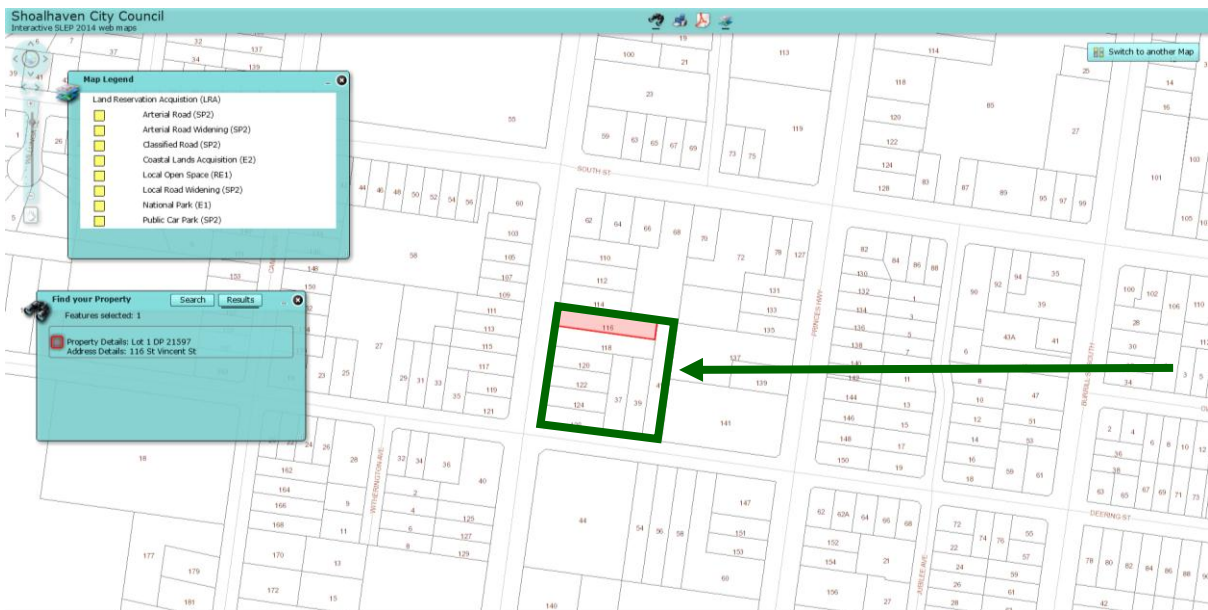 Shoalhaven City Council
Interactive SLEP 2014 web maps
Switch to another Map
Map Legend
Land Reservation Acquistion (LRA)
Arterial Road (SP2)
Arterial Road Widening (SP2)
Classified Road (SP2)
Coastal Lands Acquisition (E2)
Local Open Space (RE1)
Local Road Widening (SP2)
National Park (E1)
Public Car Park (SP2)
Find your Property
Search
Results
Features selected: 1
Property Details: Lot 1 DP 21597
Address Details: 116 St Vincent St
SOUTH ST
PRINCES HWY
WITHERINGTON AVE
JUBILEE AVE
DEERING ST
6 7 37 32 137
34 139
55
100 19 21
23
59 63 65 67 69
73 75
113
119
114
118
120
122
124
128
83 87 89 95 97 99
85 25 27
14
16
101
103
105
44 46 48 50 52 54 56
60
103
105
107
109
111
113
115
117
119
121
58
148
150
27
23 25 29 31 33 35
62 64 66 68 70 72 78 127
110
112
114
116
118
120
122
124
37 39
131
133
135
137
139
141
82 84 86 88
130
132
134
136
138
140
142
144
146
148
150
1
3
5
7
11
13
15
17
19
90 92 94 35
39
43A 41
6
8
10
12
14
16
18
47
51
53
59 61
100 102 106 110
28
30
34
3 5
2 4 6 8 10 12
36
38
63 65 67 69 71 73
18
24 26 28
162
164
166
168
170
172
9
11
13
15
32 34 36 40
2
4
6
8
125
127
129
177
179
181
44
54 56 58
147
151
153
60
140
62 62A 64 66 68
152
154
156
21
27
72 74 76 55
57
59
61
63
22
24
26
28
78 80 82 84 86 88 90
42